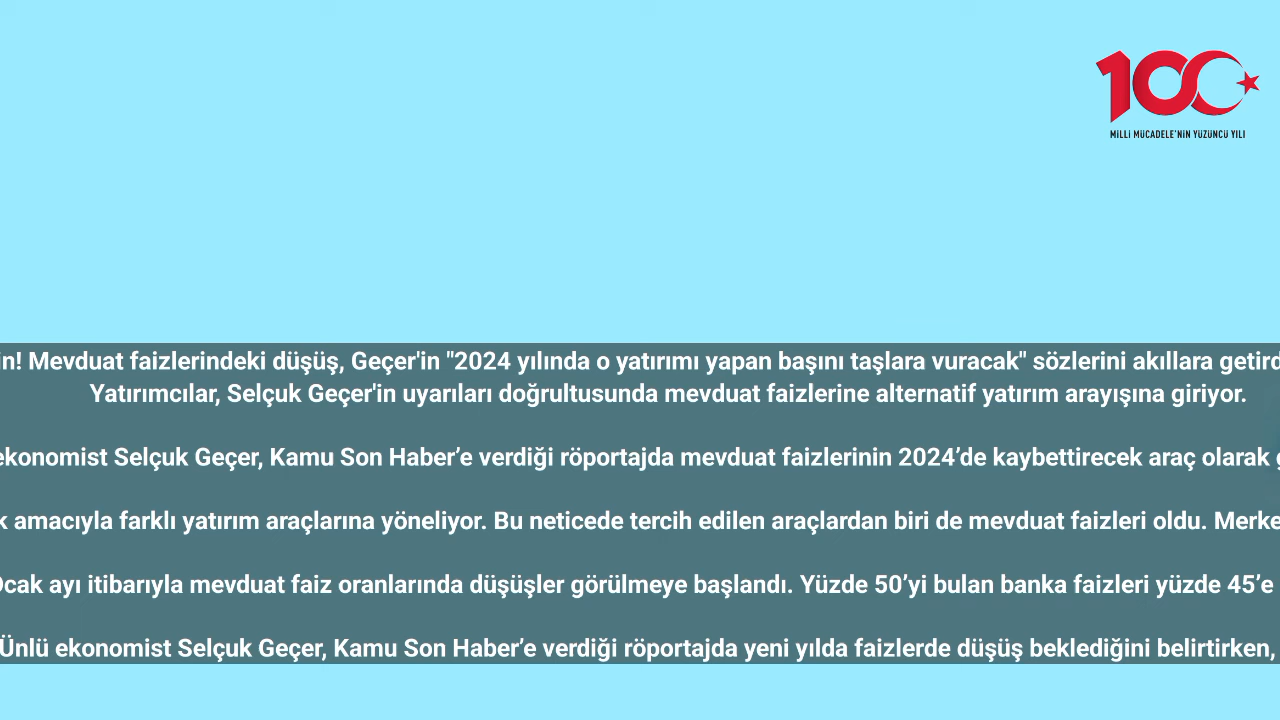 100
MİLLİ MÜCADELE'NİN YÜZÜNCÜ YILI
in! Mevduat faizlerindeki düşüş, Geçer'in "2024 yılında o yatırımı yapan başını taşlara vuracak" sözlerini akıllara getird
Yatırımcılar, Selçuk Geçer'in uyarıları doğrultusunda mevduat faizlerine alternatif yatırım arayışına giriyor.
ekonomist Selçuk Geçer, Kamu Son Haber’e verdiği röportajda mevduat faizlerinin 2024’de kaybettirecek araç olarak
k amacıyla farklı yatırım araçlarına yöneliyor. Bu neticede tercih edilen araçlardan biri de mevduat faizleri oldu. Merke
Ocak ayı itibarıyla mevduat faiz oranlarında düşüşler görülmeye başlandı. Yüzde 50’yi bulan banka faizleri yüzde 45’e
Ünlü ekonomist Selçuk Geçer, Kamu Son Haber’e verdiği röportajda yeni yılda faizlerde düşüş beklediğini belirtirken,